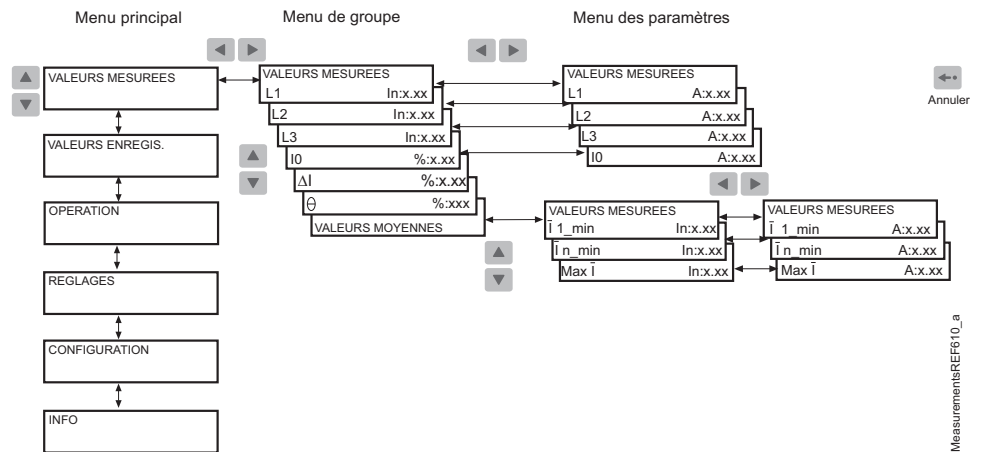 Menu principal
Menu de groupe
Menu des paramètres
VALEURS MESUREES
VALEURS ENREGIS.
OPERATION
REGLAGES
CONFIGURATION
INFO
VALEURS MESUREES
L1 In:x.xx
L2 In:x.xx
L3 In:x.xx
I0 %:x.xx
ΔI %:x.xx
θ %:xxx
VALEURS MOYENNES
VALEURS MESUREES
L1 A:x.xx
L2 A:x.xx
L3 A:x.xx
I0 A:x.xx
VALEURS MESUREES
Ī 1_min In:x.xx
Ī n_min In:x.xx
Max Ī In:x.xx
VALEURS MESUREES
Ī 1_min A:x.xx
Ī n_min A:x.xx
Max Ī A:x.xx
Annuler
MeasurementsREF610_a